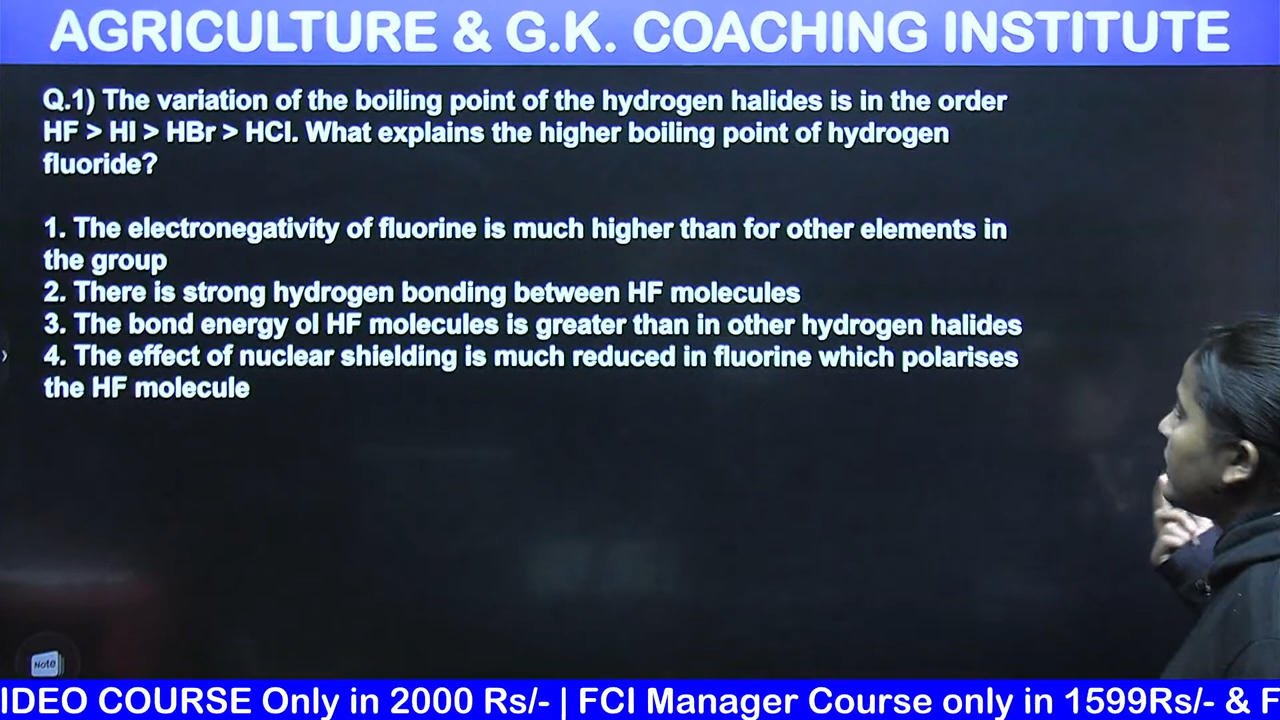 AGRICULTURE & G.K. COACHING INSTITUTE
Q.1) The variation of the boiling point of the hydrogen halides is in the order
HF > HI > HBr > HCl. What explains the higher boiling point of hydrogen
fluoride?
1. The electronegativity of fluorine is much higher than for other elements in
the group
2. There is strong hydrogen bonding between HF molecules
3. The bond energy ol HF molecules is greater than in other hydrogen halides
4. The effect of nuclear shielding is much reduced in fluorine which polarises
the HF molecule
Note
IDEO COURSE Only in 2000 Rs/- | FCI Manager Course only in 1599Rs/- & F